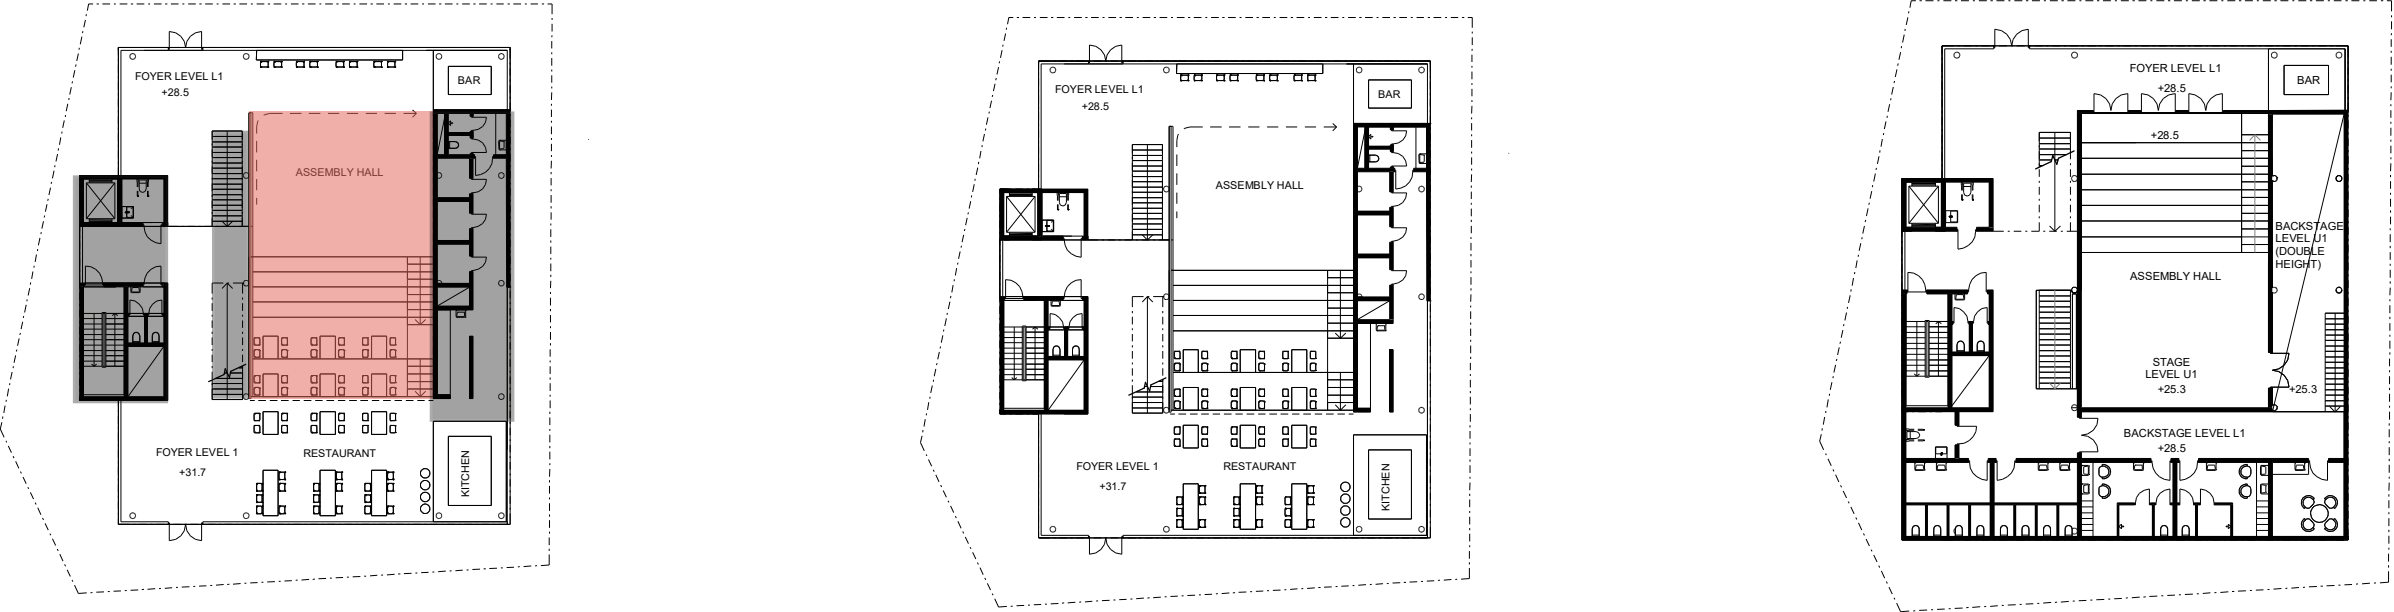 FOYER LEVEL L1
+28.5
BAR
ASSEMBLY HALL
FOYER LEVEL 1
+31.7
RESTAURANT
KITCHEN
FOYER LEVEL L1
+28.5
BAR
ASSEMBLY HALL
FOYER LEVEL 1
+31.7
RESTAURANT
KITCHEN
FOYER LEVEL L1
+28.5
BAR
+28.5
BACKSTAGE
LEVEL U1
(DOUBLE
HEIGHT)
ASSEMBLY HALL
STAGE
LEVEL U1
+25.3
+25.3
BACKSTAGE LEVEL L1
+28.5